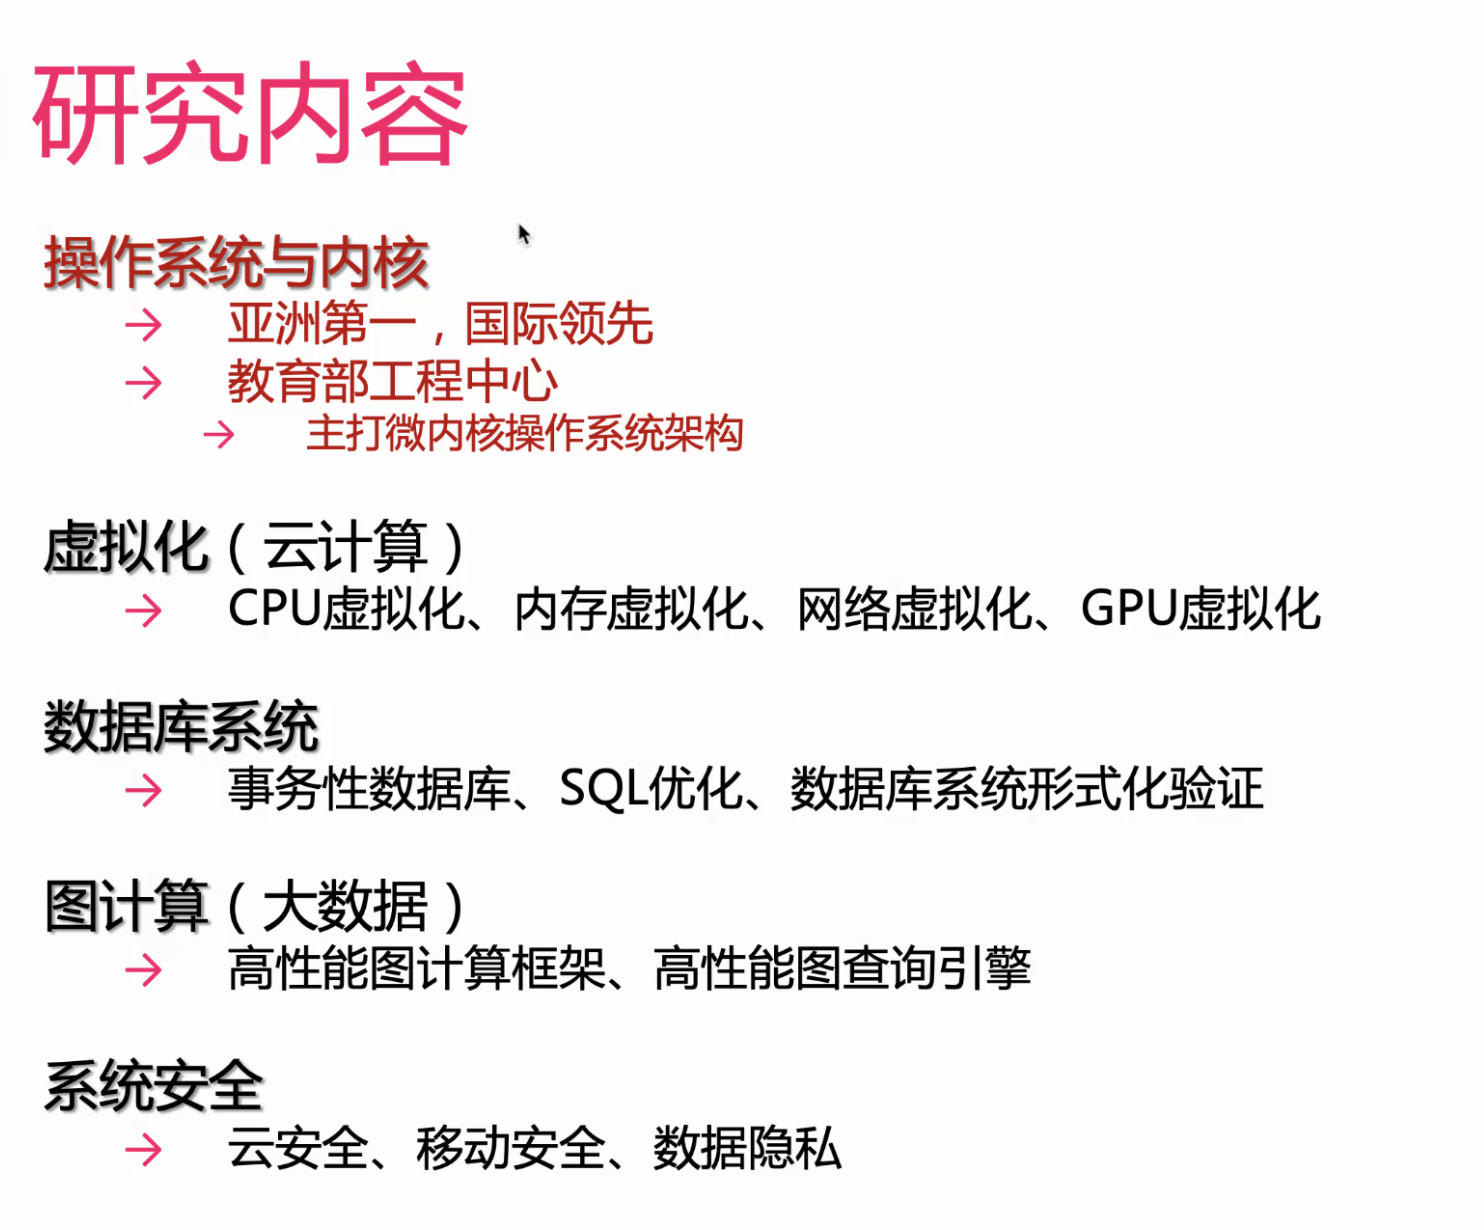 研究内容
操作系统与内核
→ 亚洲第一，国际领先
→ 教育部工程中心
→ 主打微内核操作系统架构
虚拟化（云计算）
→ CPU虚拟化、内存虚拟化、网络虚拟化、GPU虚拟化
数据库系统
→ 事务性数据库、SQL优化、数据库系统形式化验证
图计算（大数据）
→ 高性能图计算框架、高性能图查询引擎
系统安全
→ 云安全、移动安全、数据隐私